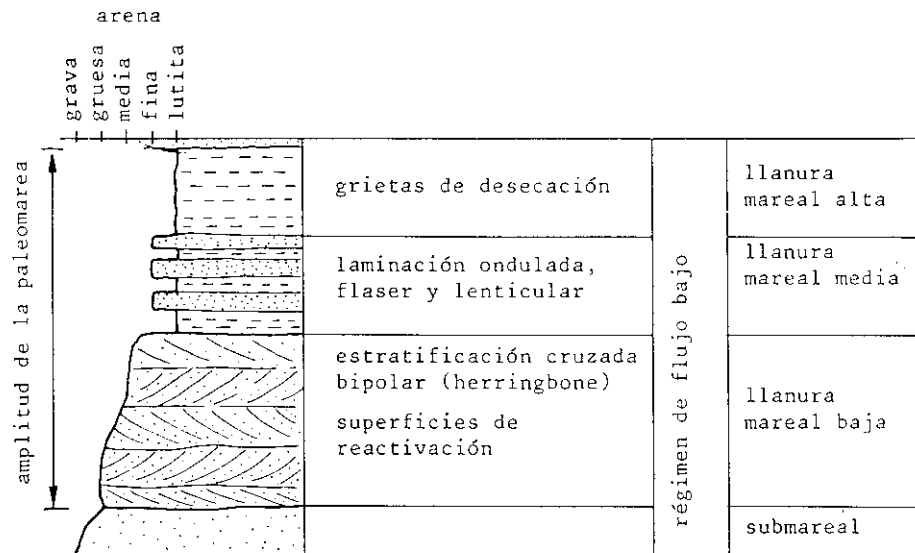 arena
grava
gruesa
media
fina
lutita
amplitud de la paleomarea
grietas de desecación
laminación ondulada,
flaser y lenticular
estratificación cruzada
bipolar (herringbone)
superficies de
reactivación
régimen de flujo bajo
llanura
mareal alta
llanura
mareal media
llanura
mareal baja
submareal